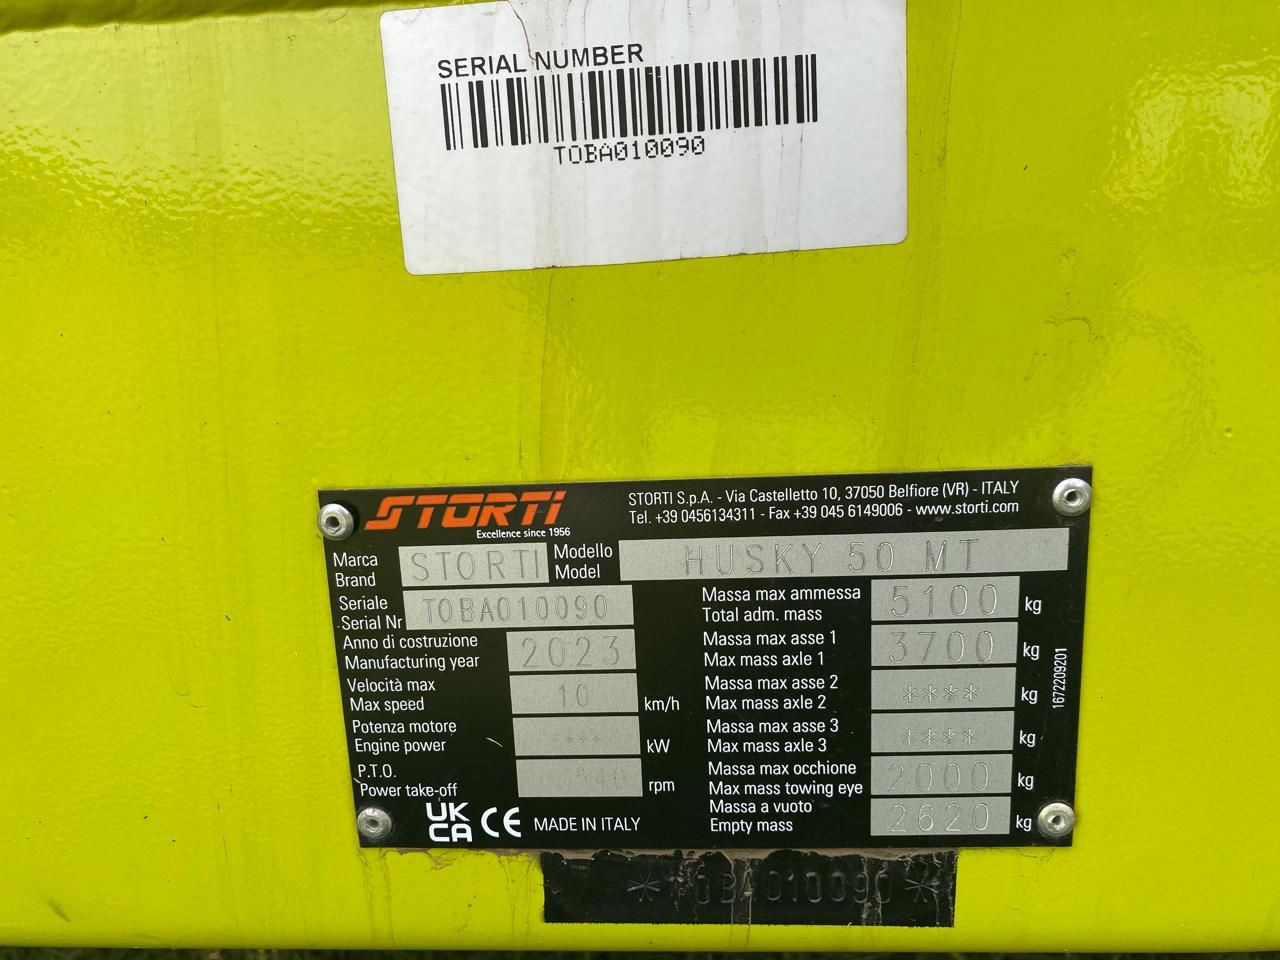 SERIAL NUMBER
T0BA010090
STORTI
Excellence since 1956
STORTI S.p.A. - Via Castelletto 10, 37050 Belfiore (VR) - ITALY
Tel. +39 0456134311 - Fax +39 045 6149006 - www.storti.com
Marca
Brand
STORTI
Modello
Model
HUSKY 50 MT
Seriale
Serial Nr
T0BA010090
Anno di costruzione
Manufacturing year
2023
Velocità max
Max speed
10
km/h
Potenza motore
Engine power
****
kW
P.T.O.
Power take-off
540
rpm
Massa max ammessa
Total adm. mass
5100
kg
Massa max asse 1
Max mass axle 1
3700
kg
Massa max asse 2
Max mass axle 2
****
kg
Massa max asse 3
Max mass axle 3
****
kg
Massa max occhione
Max mass towing eye
2000
kg
Massa a vuoto
Empty mass
2620
kg
1672209201
UK
CA
CE
MADE IN ITALY
*T0BA010090*